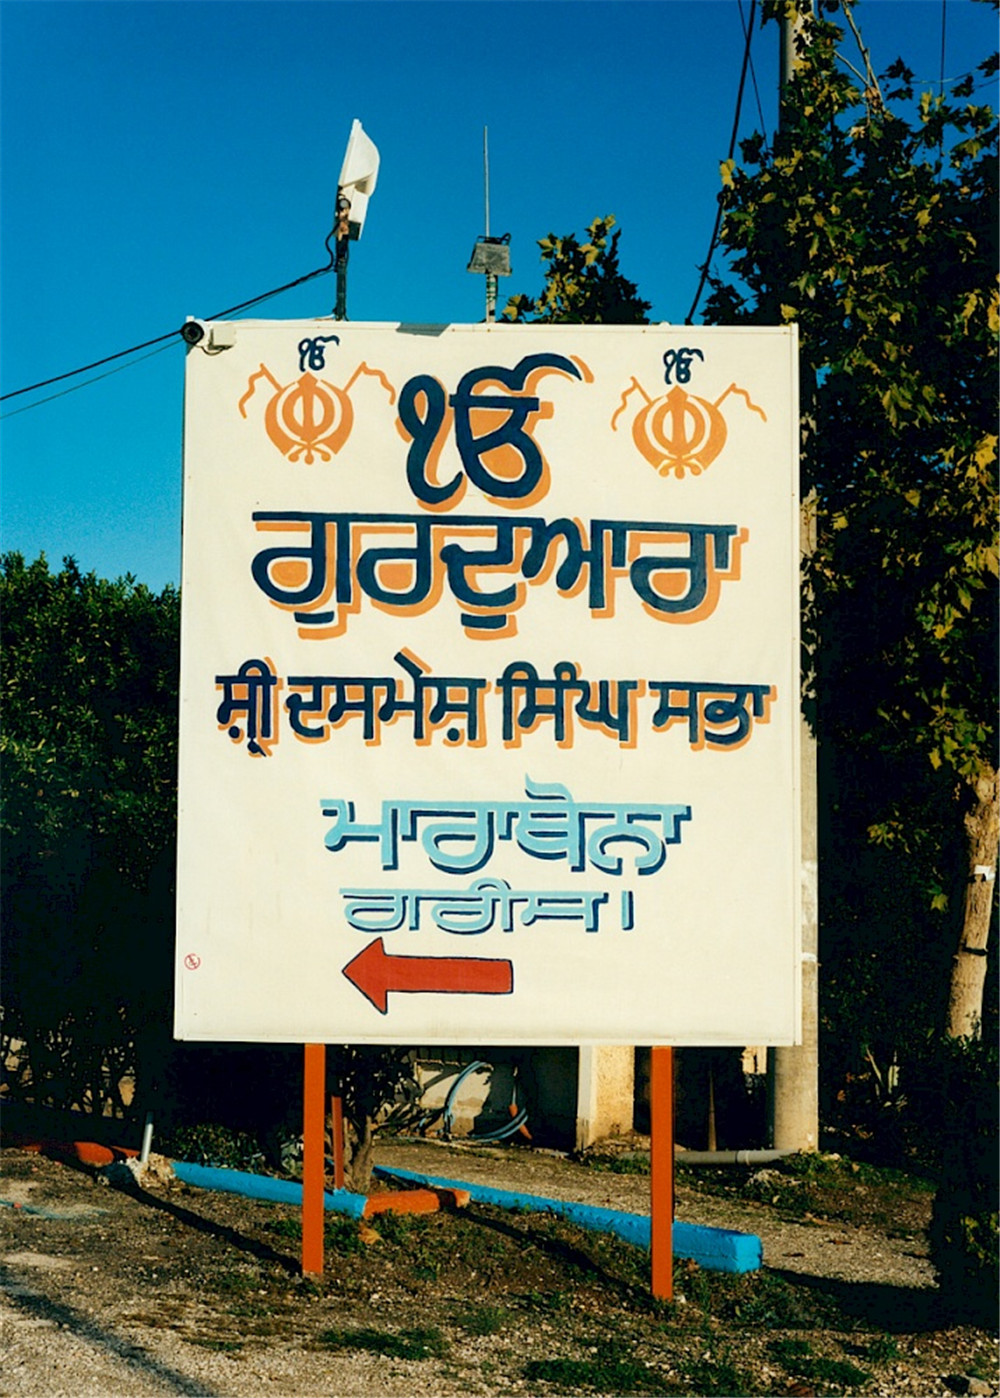 ੴ ੴ ੴ
ਗੁਰਦੁਆਰਾ
ਸ਼੍ਰੀ ਦਸਮੇਸ਼ ਸਿੰਘ ਸਭਾ
ਮਾਰਾਥੋਨਾ
ਗਰੀਸ।